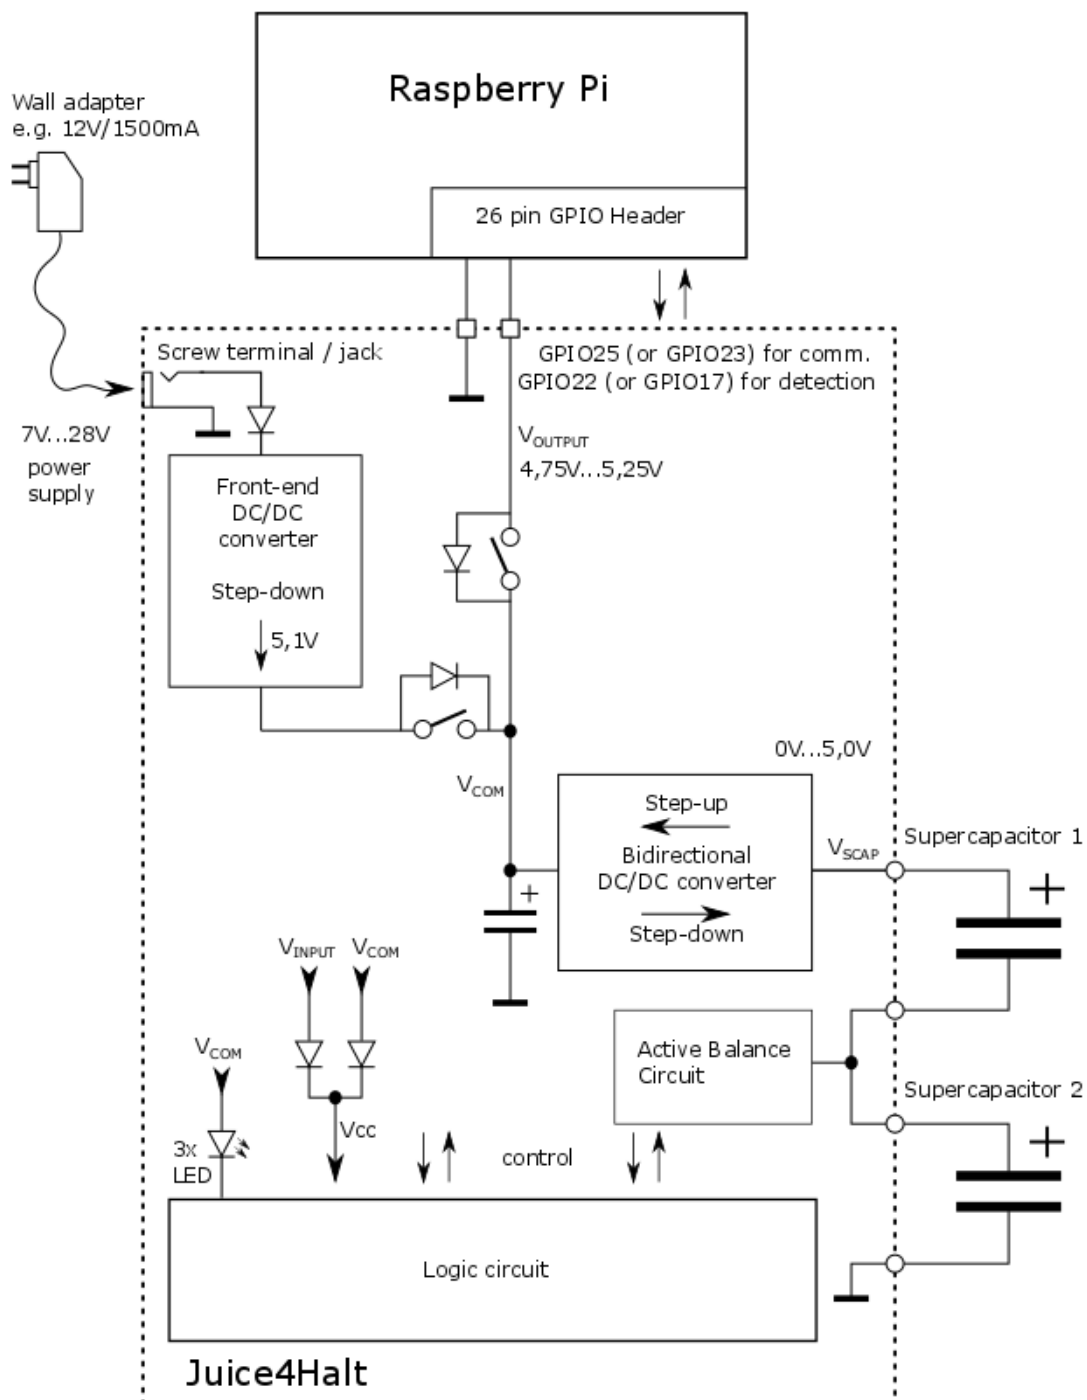 Raspberry Pi
Wall adapter
e.g. 12V/1500mA
26 pin GPIO Header
Screw terminal / jack
GPIO25 (or GPIO23) for comm.
GPIO22 (or GPIO17) for detection
7V...28V
power
supply
VOUTPUT
4,75V...5,25V
Front-end
DC/DC
converter
Step-down
5,1V
0V...5,0V
VCOM
Step-up
Bidirectional
DC/DC converter
Step-down
VSCAP
Supercapacitor 1
+
+
VINPUT
VCOM
VCOM
Active Balance
Circuit
Supercapacitor 2
+
Vcc
3x
LED
control
Logic circuit
Juice4Halt